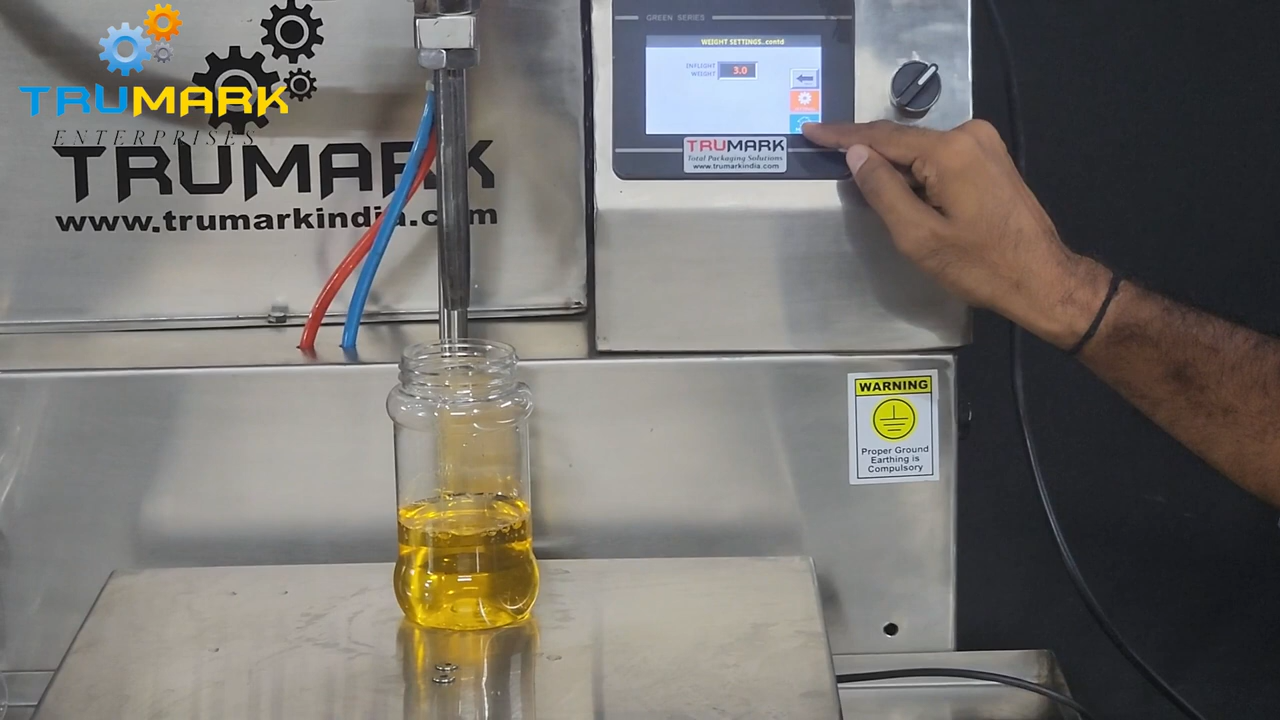 TRUMARK
ENTERPRISES
TRUMARK
www.trumarkindia.com
GREEN SERIES
WEIGHT SETTINGS..contd
INFLIGHT
WEIGHT
3.0
TRUMARK
Total Packaging Solutions
www.trumarkindia.com
WARNING
Proper Ground
Earthing is
Compulsory